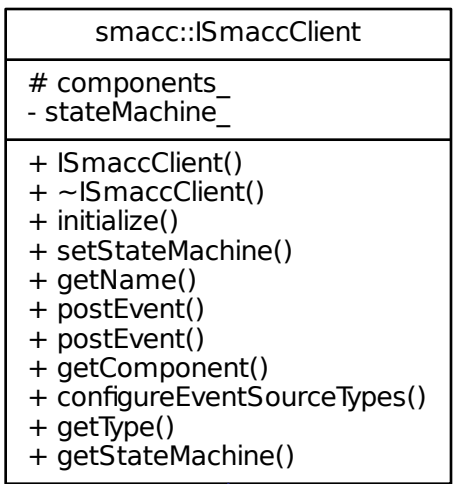 smacc::ISmaccClient
# components_
- stateMachine_
+ ISmaccClient()
+ ~ISmaccClient()
+ initialize()
+ setStateMachine()
+ getName()
+ postEvent()
+ postEvent()
+ getComponent()
+ configureEventSourceTypes()
+ getType()
+ getStateMachine()